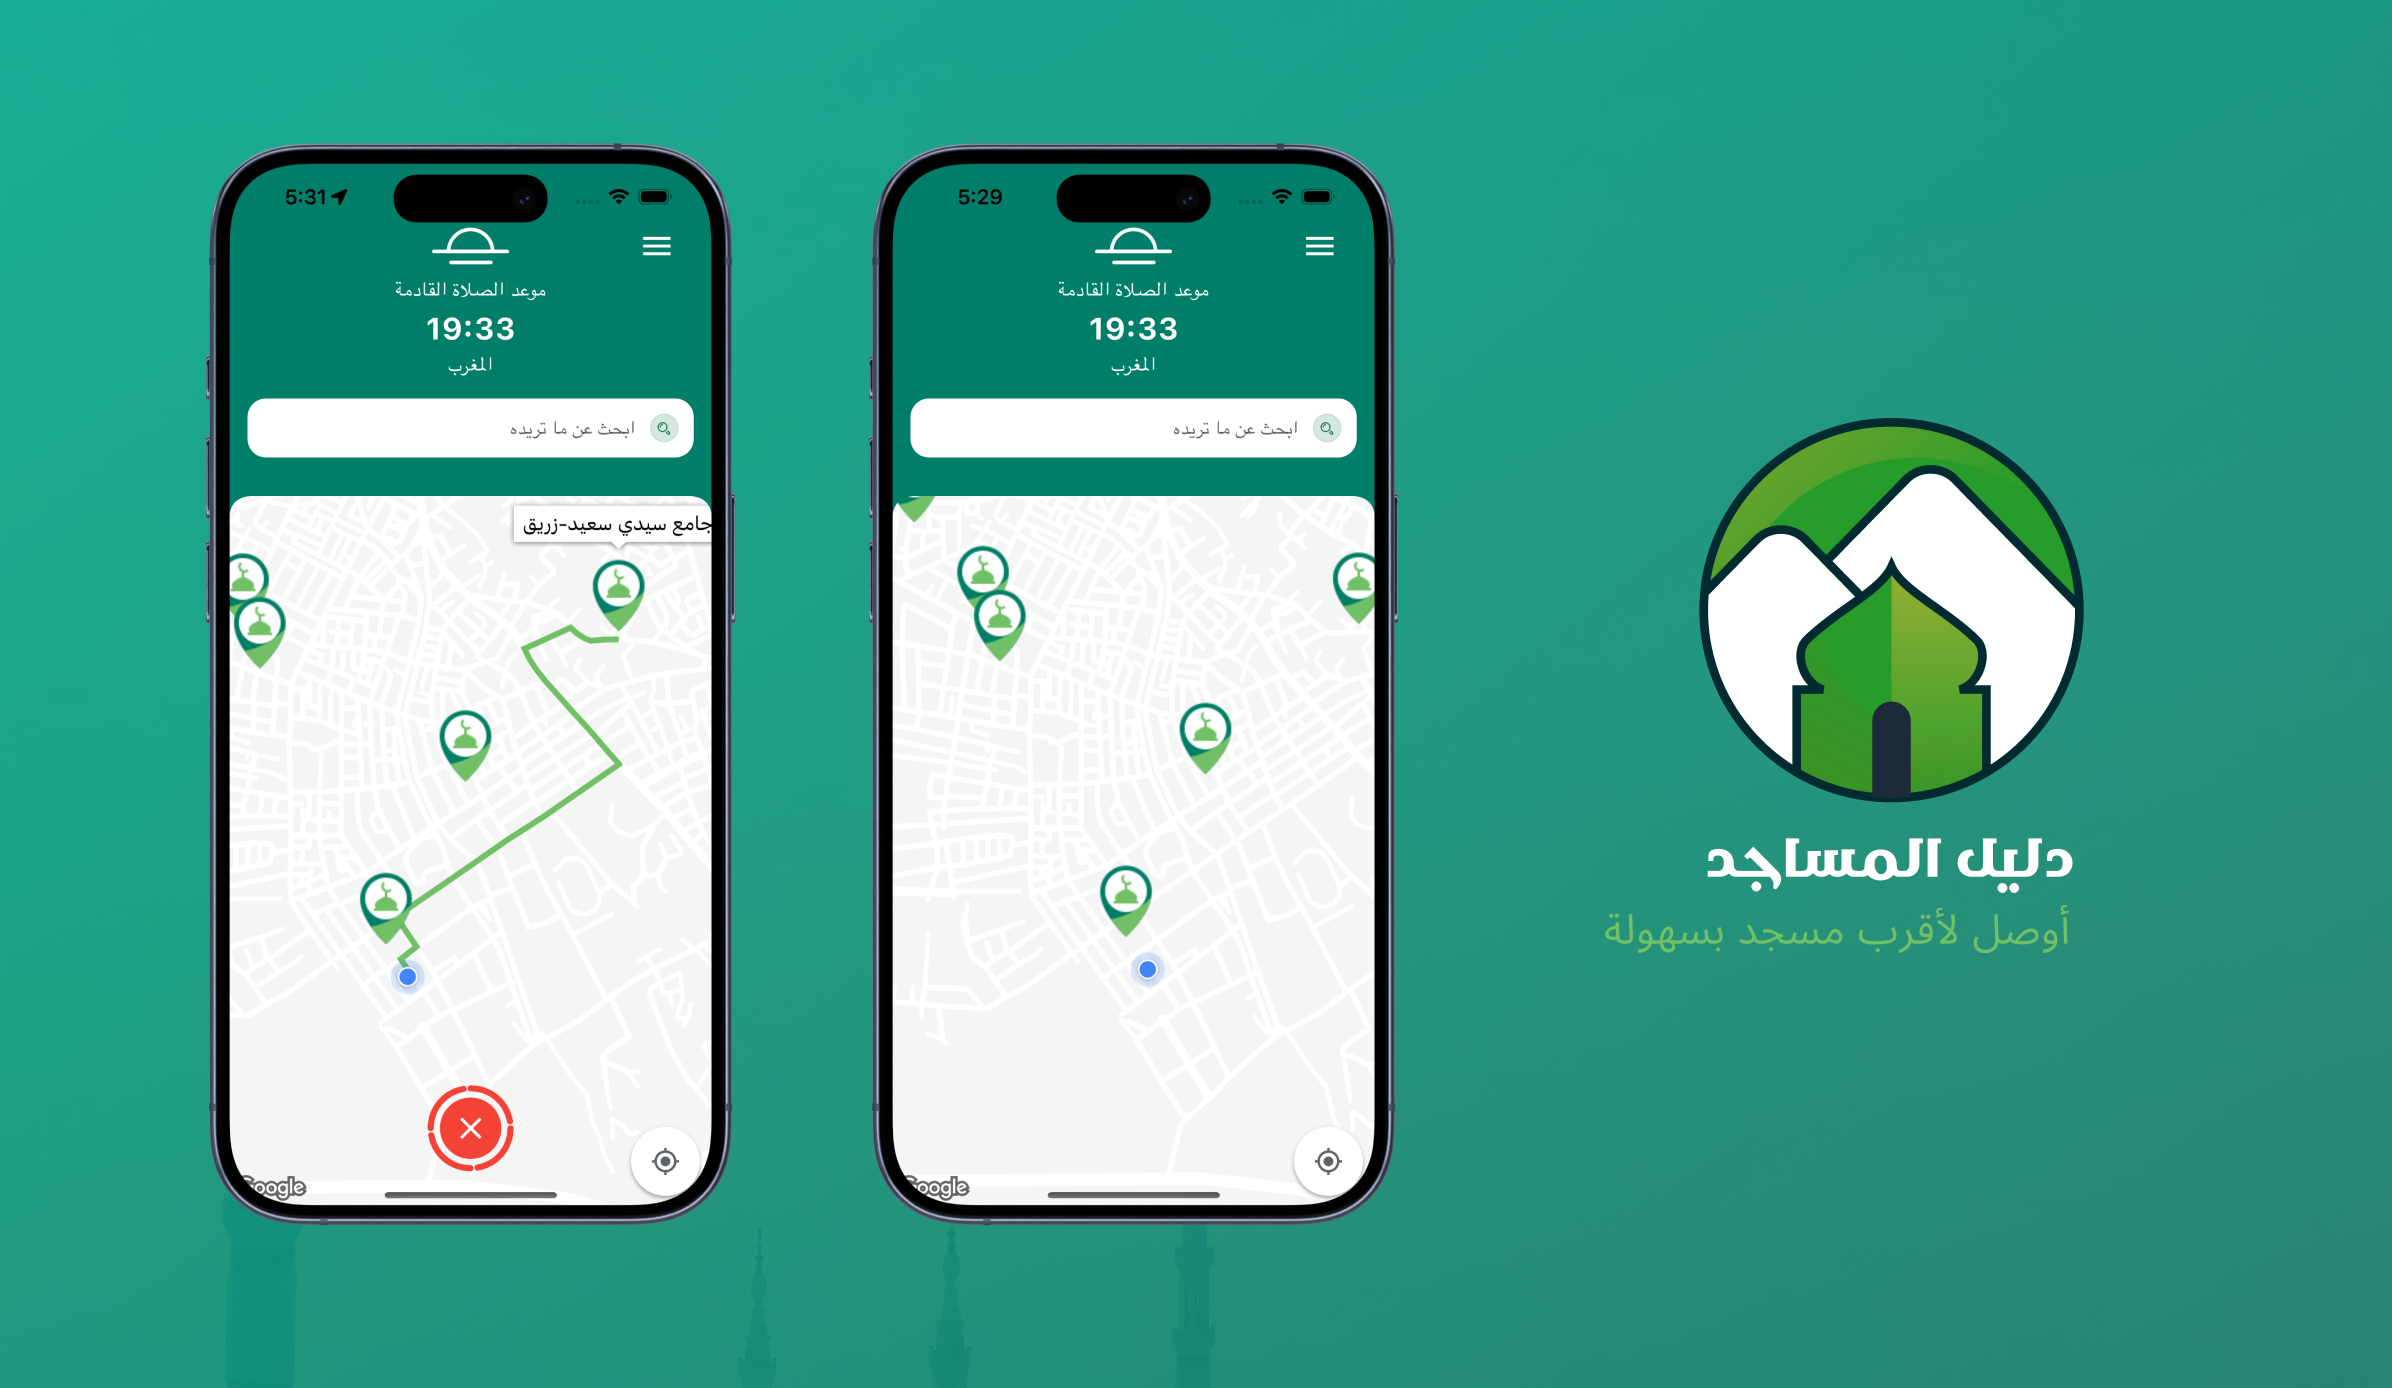 5:31
موعد الصلاة القادمة
19:33
المغرب
ابحث عن ما تريده
جامع سيدي سعيد-زريق
Google
5:29
موعد الصلاة القادمة
19:33
المغرب
ابحث عن ما تريده
Google
دليل المساجد
أوصل لأقرب مسجد بسهولة